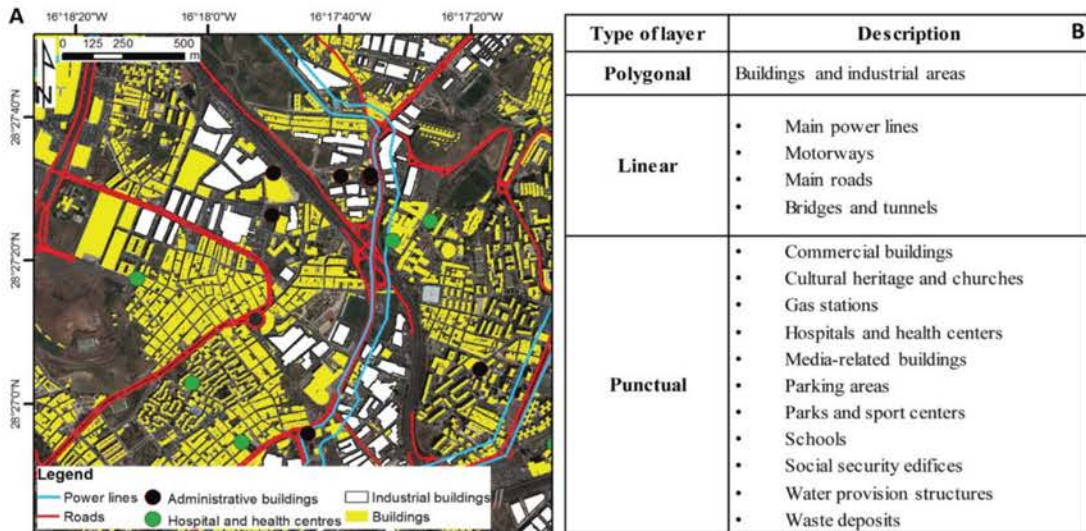 A
16°18'20"W
16°18'0"W
16°17'40"W
16°17'20"W
0 125 250 500
m
N
28°27'40"N
28°27'20"N
28°27'0"N
Legend
Power lines
Administrative buildings
Industrial buildings
Roads
Hospital and health centres
Buildings
B
Type of layer Description
Polygonal Buildings and industrial areas
Linear
• Main power lines
• Motorways
• Main roads
• Bridges and tunnels
Punctual
• Commercial buildings
• Cultural heritage and churches
• Gas stations
• Hospitals and health centers
• Media-related buildings
• Parking areas
• Parks and sport centers
• Schools
• Social security edifices
• Water provision structures
• Waste deposits